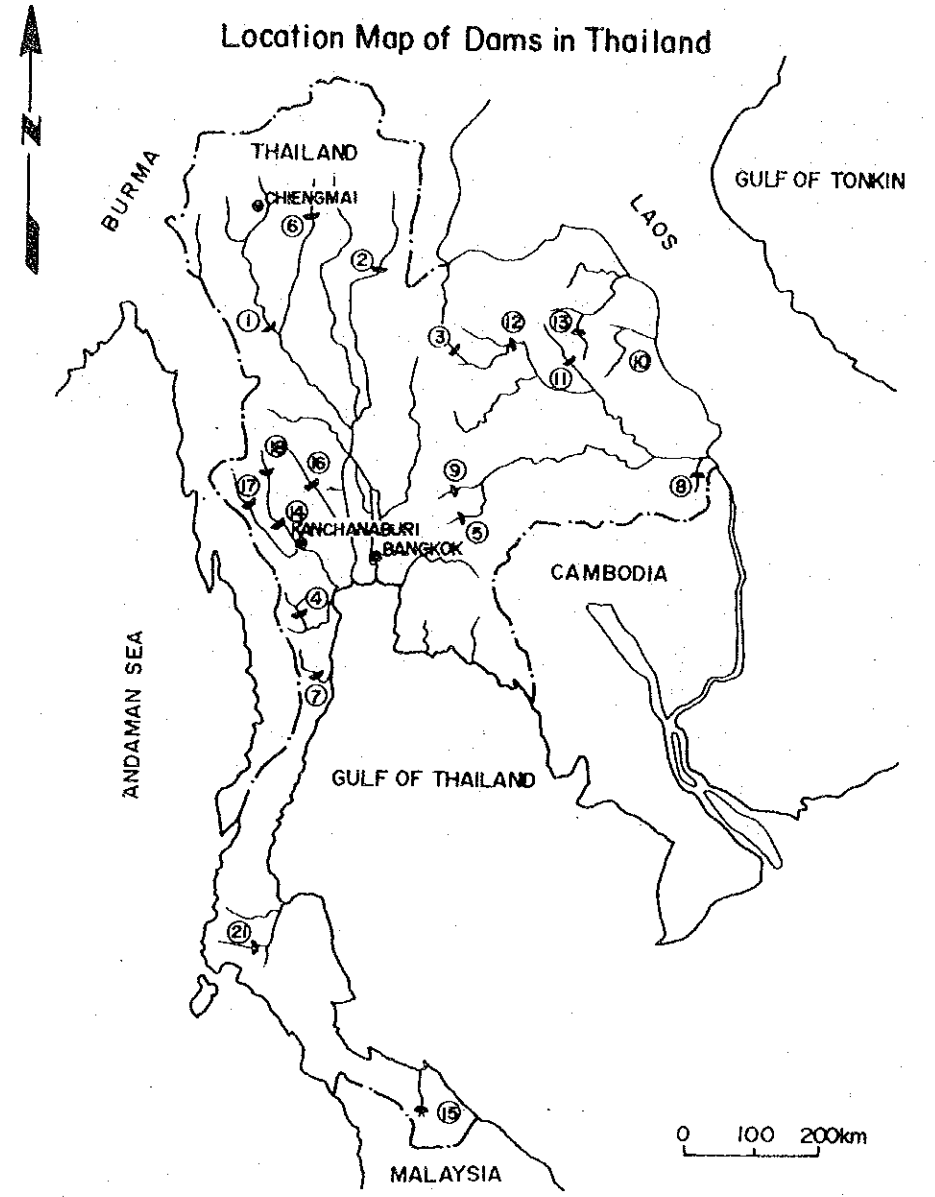 Location Map of Dams in Thailand
N
BURMA
THAILAND
CHIENGMAI
LAOS
GULF OF TONKIN
6
2
1
3
12
13
10
11
18
16
9
17
14
8
5
KANCHANABURI
BANGKOK
CAMBODIA
4
7
ANDAMAN SEA
GULF OF THAILAND
21
15
0 100 200km
MALAYSIA